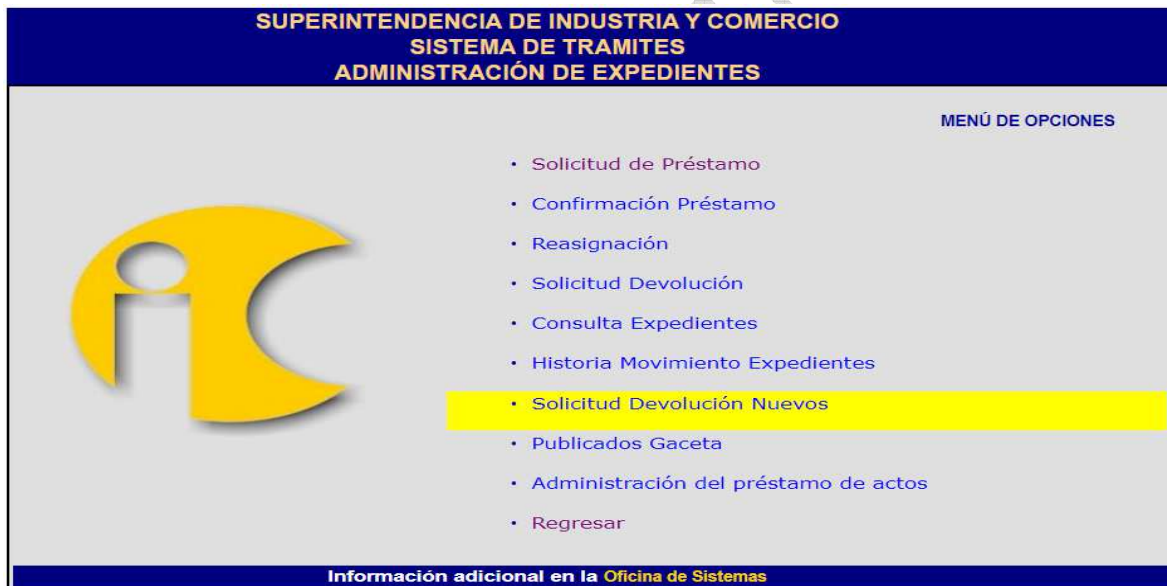 SUPERINTENDENCIA DE INDUSTRIA Y COMERCIO
SISTEMA DE TRAMITES
ADMINISTRACIÓN DE EXPEDIENTES
MENÚ DE OPCIONES
• Solicitud de Préstamo
• Confirmación Préstamo
• Reasignación
• Solicitud Devolución
• Consulta Expedientes
• Historia Movimiento Expedientes
• Solicitud Devolución Nuevos
• Publicados Gaceta
• Administración del préstamo de actos
• Regresar
Información adicional en la Oficina de Sistemas